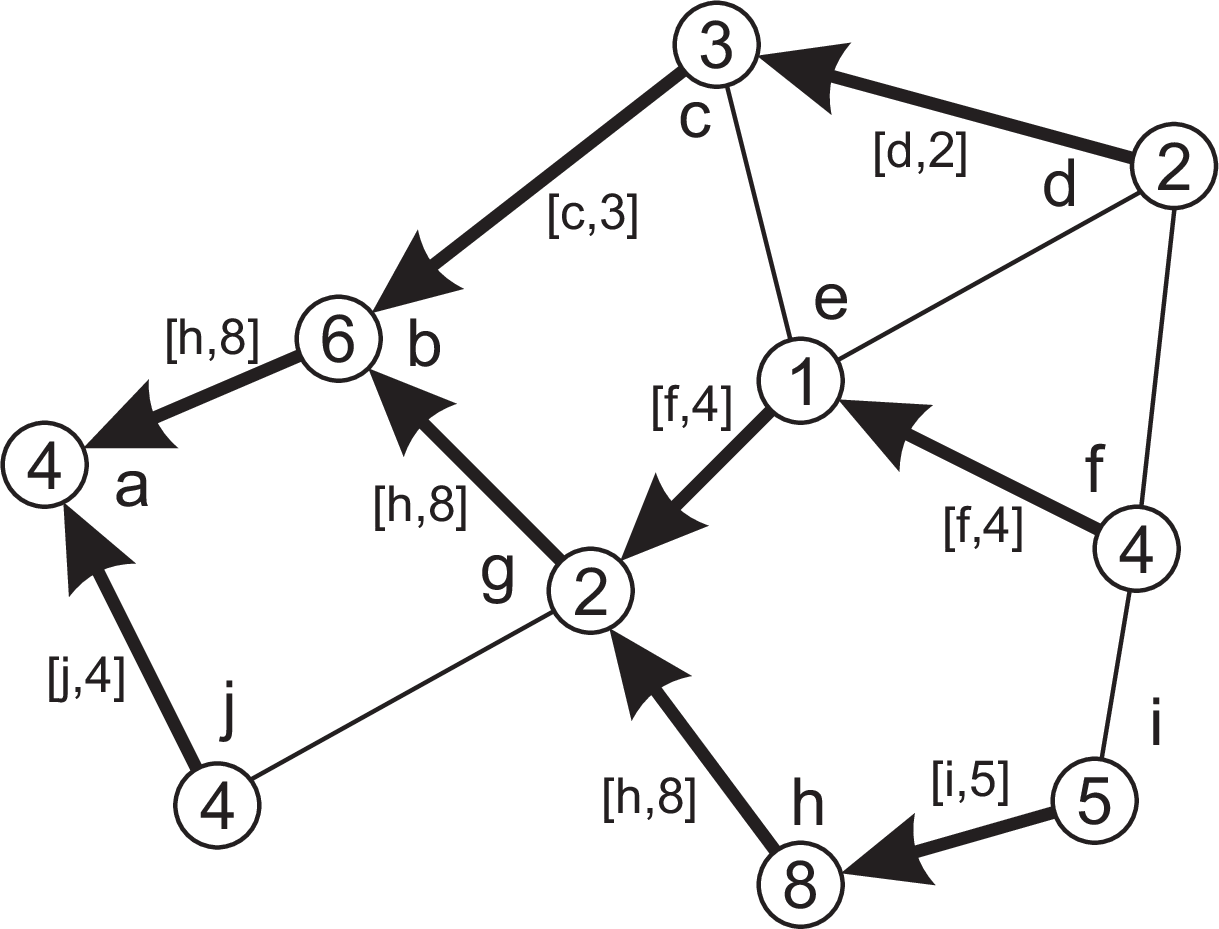 3
c
[d,2]
2
d
[c,3]
e
[h,8]
6
b
1
[f,4]
4
a
f
[h,8]
[f,4]
4
g
2
[j,4]
j
i
[h,8]
h
[i,5]
5
4
8